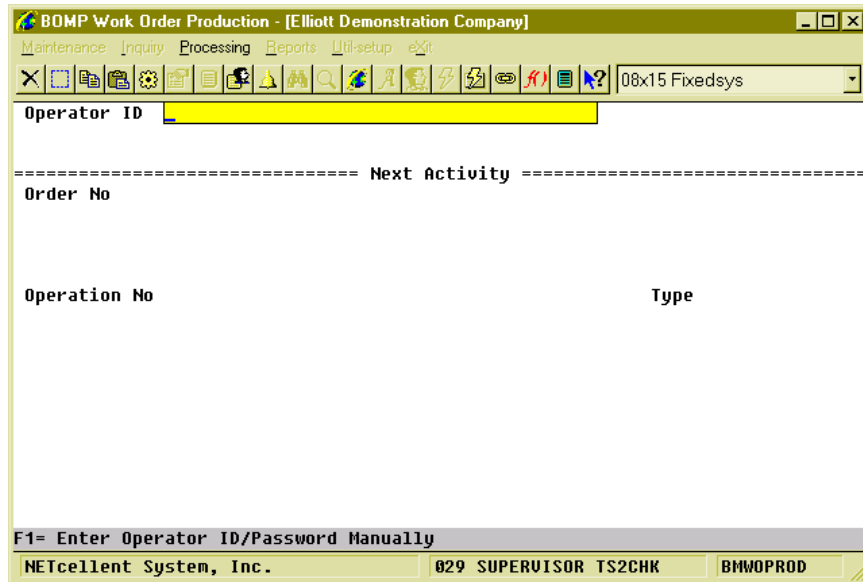 BOMP Work Order Production - [Elliott Demonstration Company]
Maintenance Inquiry Processing Reports Util-setup eXit
f() 08x15 Fixedsys
Operator ID _
================================ Next Activity ================================
Order No
Operation No Type
F1= Enter Operator ID/Password Manually
NETcellent System, Inc. 029 SUPERVISOR TS2CHK BMWOPROD